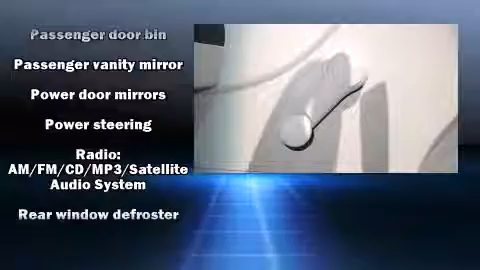 Passenger door bin
Passenger vanity mirror
Power door mirrors
Power steering
Radio:
AM/FM/CD/MP3/Satellite
Audio System
Rear window defroster